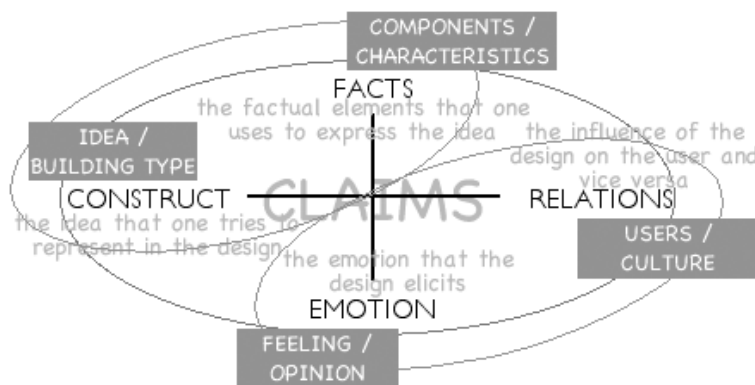 COMPONENTS /
CHARACTERISTICS
FACTS
the factual elements that one
uses to express the idea
IDEA /
BUILDING TYPE
the influence of the
design on the user and
vice versa
CONSTRUCT
CLAIMS
RELATIONS
the idea that one tries to
represent in the design
USERS /
CULTURE
the emotion that the
design elicits
EMOTION
FEELING /
OPINION